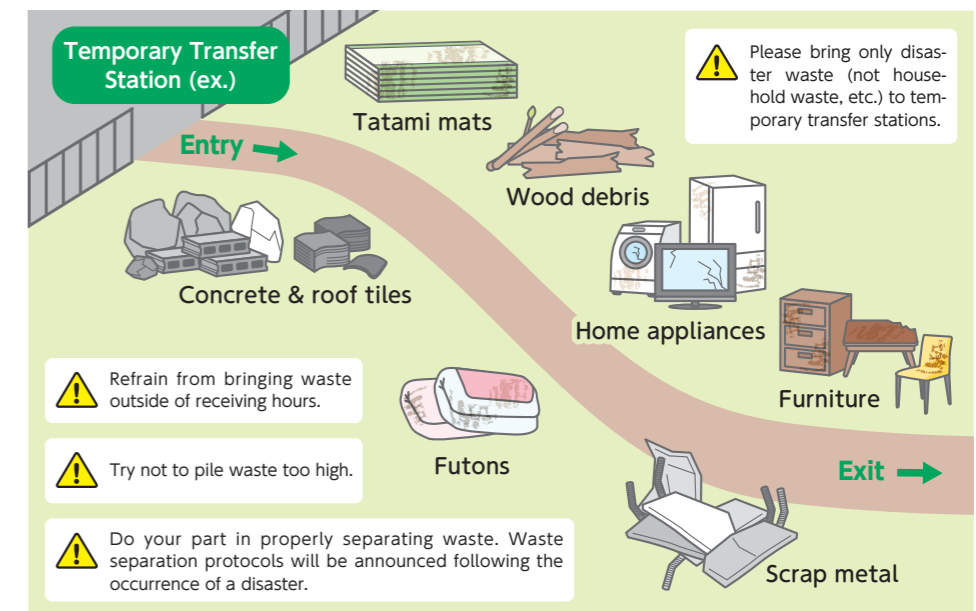 Temporary Transfer
Station (ex.)
Tatami mats
Please bring only disas-
ter waste (not house-
hold waste, etc.) to tem-
porary transfer stations.
Entry
Wood debris
Concrete & roof tiles
Home appliances
Refrain from bringing waste
outside of receiving hours.
Furniture
Try not to pile waste too high.
Futons
Exit
Do your part in properly separating waste. Waste
separation protocols will be announced following the
occurrence of a disaster.
Scrap metal